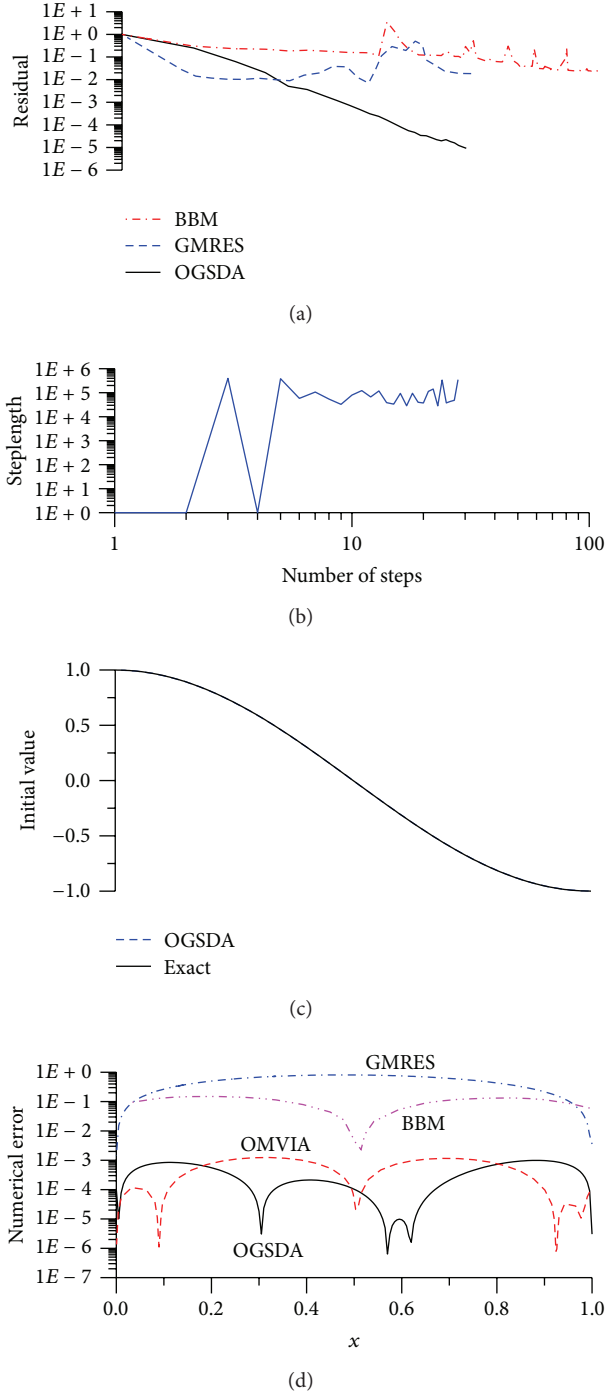 1E + 1
1E + 0
1E − 1
1E − 2
1E − 3
1E − 4
1E − 5
1E − 6
Residual
BBM
GMRES
OGSDA
(a)
1E + 6
1E + 5
1E + 4
1E + 3
1E + 2
1E + 1
1E + 0
Steplength
1 10 100
Number of steps
(b)
1.0
0.5
0.0
−0.5
−1.0
Initial value
OGSDA
Exact
(c)
1E + 0
1E − 1
1E − 2
1E − 3
1E − 4
1E − 5
1E − 6
1E − 7
Numerical error
GMRES
BBM
OMVIA
OGSDA
0.0 0.2 0.4 0.6 0.8 1.0
x
(d)